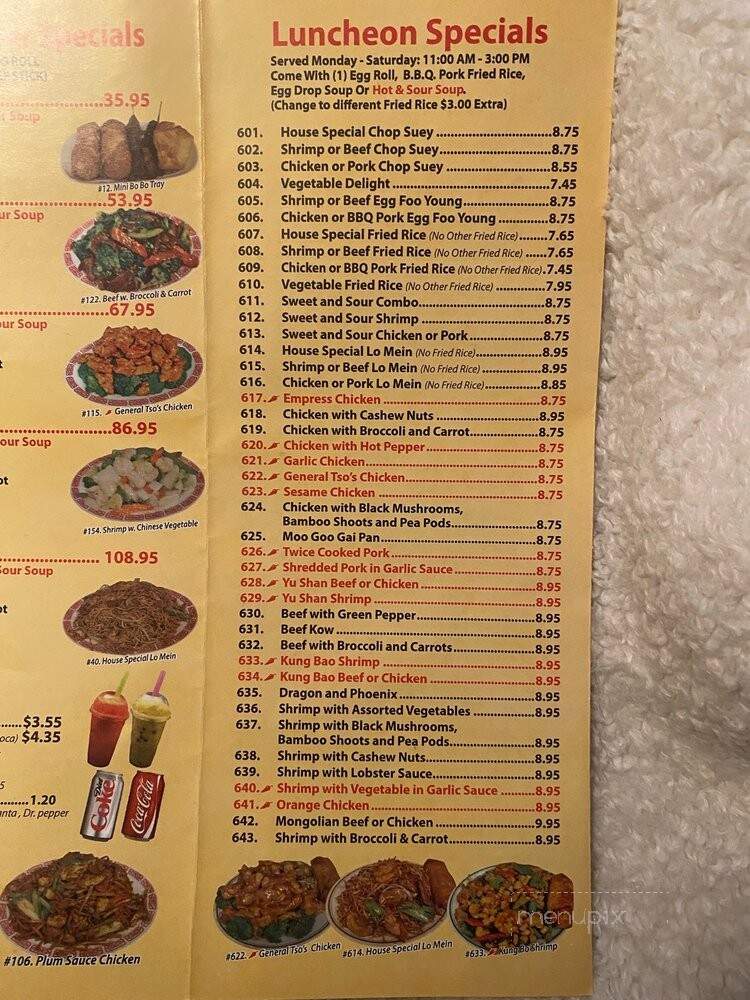 Specials
G ROLL
STICK)
35.95
#12. Mini Bo Bo Tray
53.95
ur Soup
#122. Beef w. Broccoli & Carrot
67.95
our Soup
#115. General Tso's Chicken
86.95
our Soup
ot
#154. Shrimp w. Chinese Vegetable
108.95
Sour Soup
ot
#40. House Special Lo Mein
$3.55
oca) $4.35
1.20
anta, Dr. pepper
Diet Coke
Coca-Cola
#106. Plum Sauce Chicken
Luncheon Specials
Served Monday - Saturday: 11:00 AM - 3:00 PM
Come With (1) Egg Roll, B.B.Q. Pork Fried Rice,
Egg Drop Soup Or Hot & Sour Soup.
(Change to different Fried Rice $3.00 Extra)
601. House Special Chop Suey 8.75
602. Shrimp or Beef Chop Suey 8.75
603. Chicken or Pork Chop Suey 8.55
604. Vegetable Delight 7.45
605. Shrimp or Beef Egg Foo Young 8.75
606. Chicken or BBQ Pork Egg Foo Young 8.75
607. House Special Fried Rice (No Other Fried Rice) 7.65
608. Shrimp or Beef Fried Rice (No Other Fried Rice) 7.65
609. Chicken or BBQ Pork Fried Rice (No Other Fried Rice) 7.45
610. Vegetable Fried Rice (No Other Fried Rice) 7.95
611. Sweet and Sour Combo 8.75
612. Sweet and Sour Shrimp 8.75
613. Sweet and Sour Chicken or Pork 8.75
614. House Special Lo Mein (No Fried Rice) 8.95
615. Shrimp or Beef Lo Mein (No Fried Rice) 8.95
616. Chicken or Pork Lo Mein (No Fried Rice) 8.85
617. Empress Chicken 8.75
618. Chicken with Cashew Nuts 8.95
619. Chicken with Broccoli and Carrot 8.75
620. Chicken with Hot Pepper 8.75
621. Garlic Chicken 8.75
622. General Tso's Chicken 8.75
623. Sesame Chicken 8.75
624. Chicken with Black Mushrooms,
Bamboo Shoots and Pea Pods 8.75
625. Moo Goo Gai Pan 8.75
626. Twice Cooked Pork 8.75
627. Shredded Pork in Garlic Sauce 8.75
628. Yu Shan Beef or Chicken 8.95
629. Yu Shan Shrimp 8.95
630. Beef with Green Pepper 8.95
631. Beef Kow 8.95
632. Beef with Broccoli and Carrots 8.95
633. Kung Bao Shrimp 8.95
634. Kung Bao Beef or Chicken 8.95
635. Dragon and Phoenix 8.95
636. Shrimp with Assorted Vegetables 8.95
637. Shrimp with Black Mushrooms,
Bamboo Shoots and Pea Pods 8.95
638. Shrimp with Cashew Nuts 8.95
639. Shrimp with Lobster Sauce 8.95
640. Shrimp with Vegetable in Garlic Sauce 8.95
641. Orange Chicken 8.95
642. Mongolian Beef or Chicken 9.95
643. Shrimp with Broccoli & Carrot 8.95
#622. General Tso's Chicken
#614. House Special Lo Mein
#633. Kung Bo Shrimp
menupix